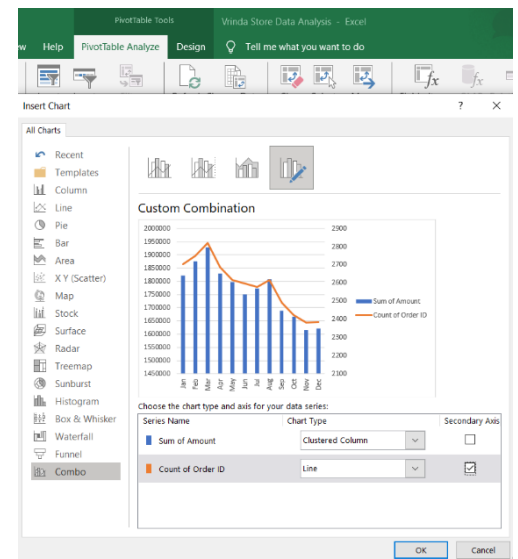 PivotTable Tools Vrinda Store Data Analysis - Excel
Help PivotTable Analyze Design Tell me what you want to do
Insert Chart ? ×
All Charts
Recent
Templates
Column
Line
Pie
Bar
Area
X Y (Scatter)
Map
Stock
Surface
Radar
Treemap
Sunburst
Histogram
Box & Whisker
Waterfall
Funnel
Combo
Custom Combination
2000000
1950000
1900000
1850000
1800000
1750000
1700000
1650000
1600000
1550000
1500000
1450000
2900
2800
2700
2600
2500
2400
2300
2200
2100
Jan Feb Mar Apr May Jun Jul Aug Sep Oct Nov Dec
Sum of Amount
Count of Order ID
Choose the chart type and axis for your data series:
Series Name Chart Type Secondary Axis
Sum of Amount Clustered Column
Count of Order ID Line
OK Cancel